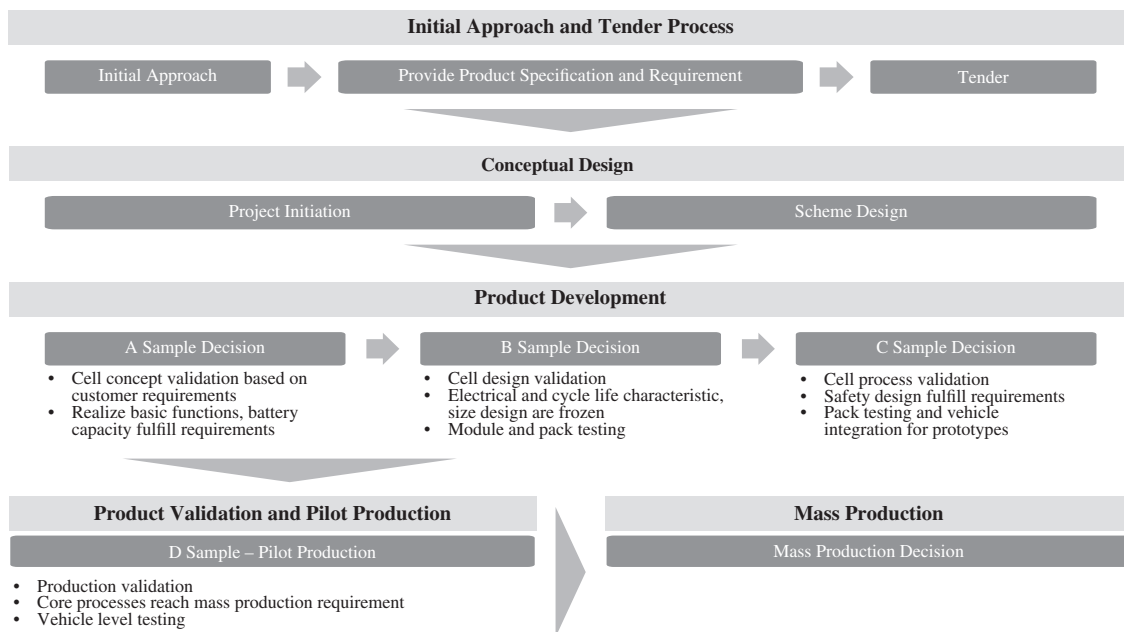 Initial Approach and Tender Process
Initial Approach
Provide Product Specification and Requirement
Tender
Conceptual Design
Project Initiation
Scheme Design
Product Development
A Sample Decision
• Cell concept validation based on
customer requirements
• Realize basic functions, battery
capacity fulfill requirements
B Sample Decision
• Cell design validation
• Electrical and cycle life characteristic,
size design are frozen
• Module and pack testing
C Sample Decision
• Cell process validation
• Safety design fulfill requirements
• Pack testing and vehicle
integration for prototypes
Product Validation and Pilot Production
D Sample – Pilot Production
• Production validation
• Core processes reach mass production requirement
• Vehicle level testing
Mass Production
Mass Production Decision